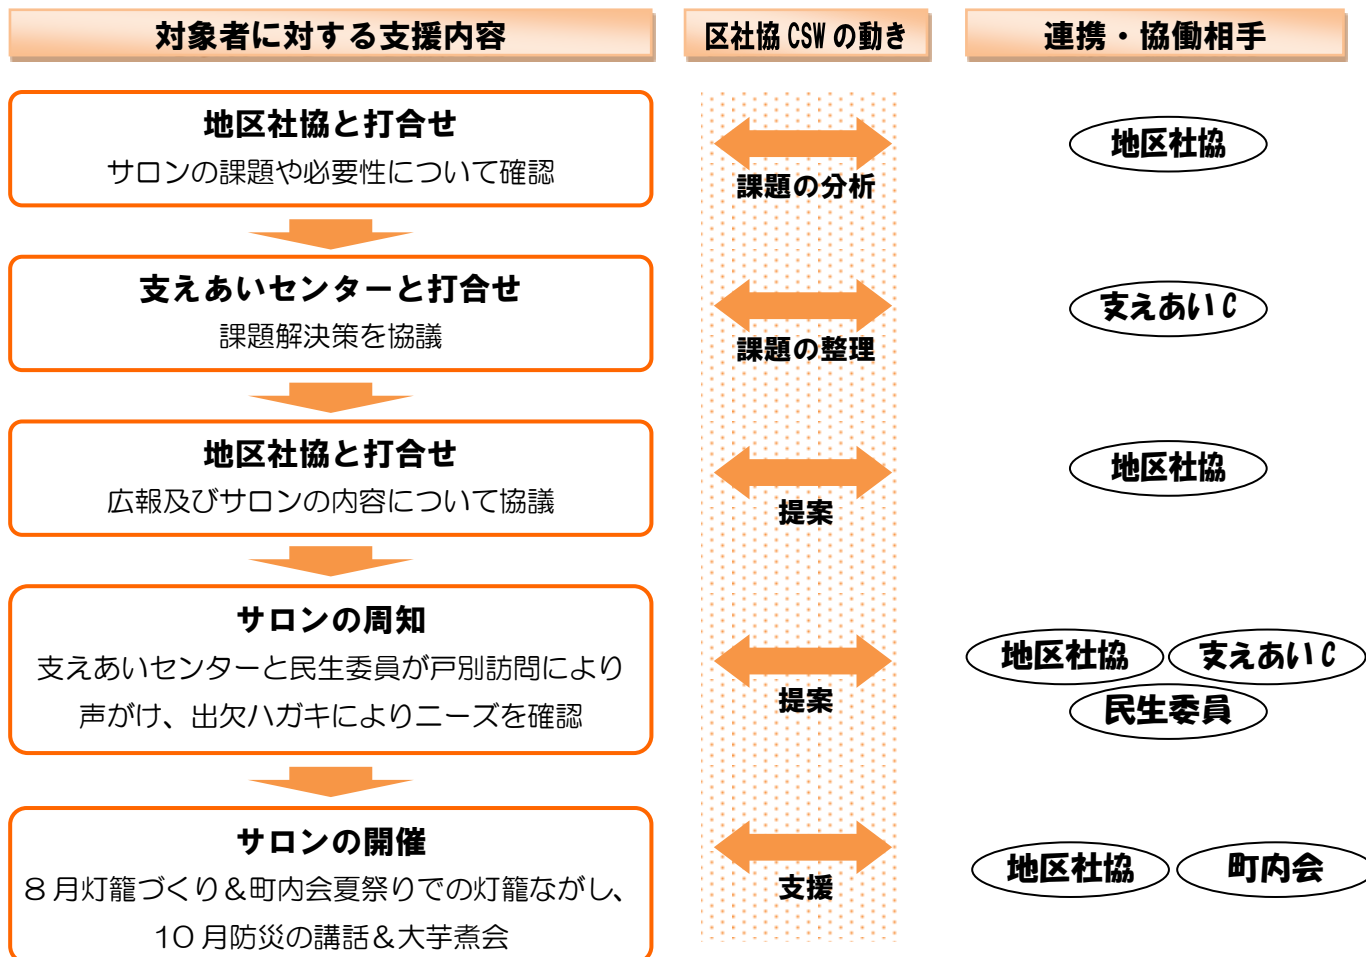 対象者に対する支援内容
区社協 CSW の動き
連携・協働相手
地区社協と打合せ
サロンの課題や必要性について確認
課題の分析
地区社協
支えあいセンターと打合せ
課題解決策を協議
課題の整理
支えあい C
地区社協と打合せ
広報及びサロンの内容について協議
提案
地区社協
サロンの周知
支えあいセンターと民生委員が戸別訪問により
声がけ、出欠ハガキによりニーズを確認
提案
地区社協
支えあい C
民生委員
サロンの開催
8 月灯籠づくり&町内会夏祭りでの灯籠ながし、
10 月防災の講話&大芋煮会
支援
地区社協
町内会